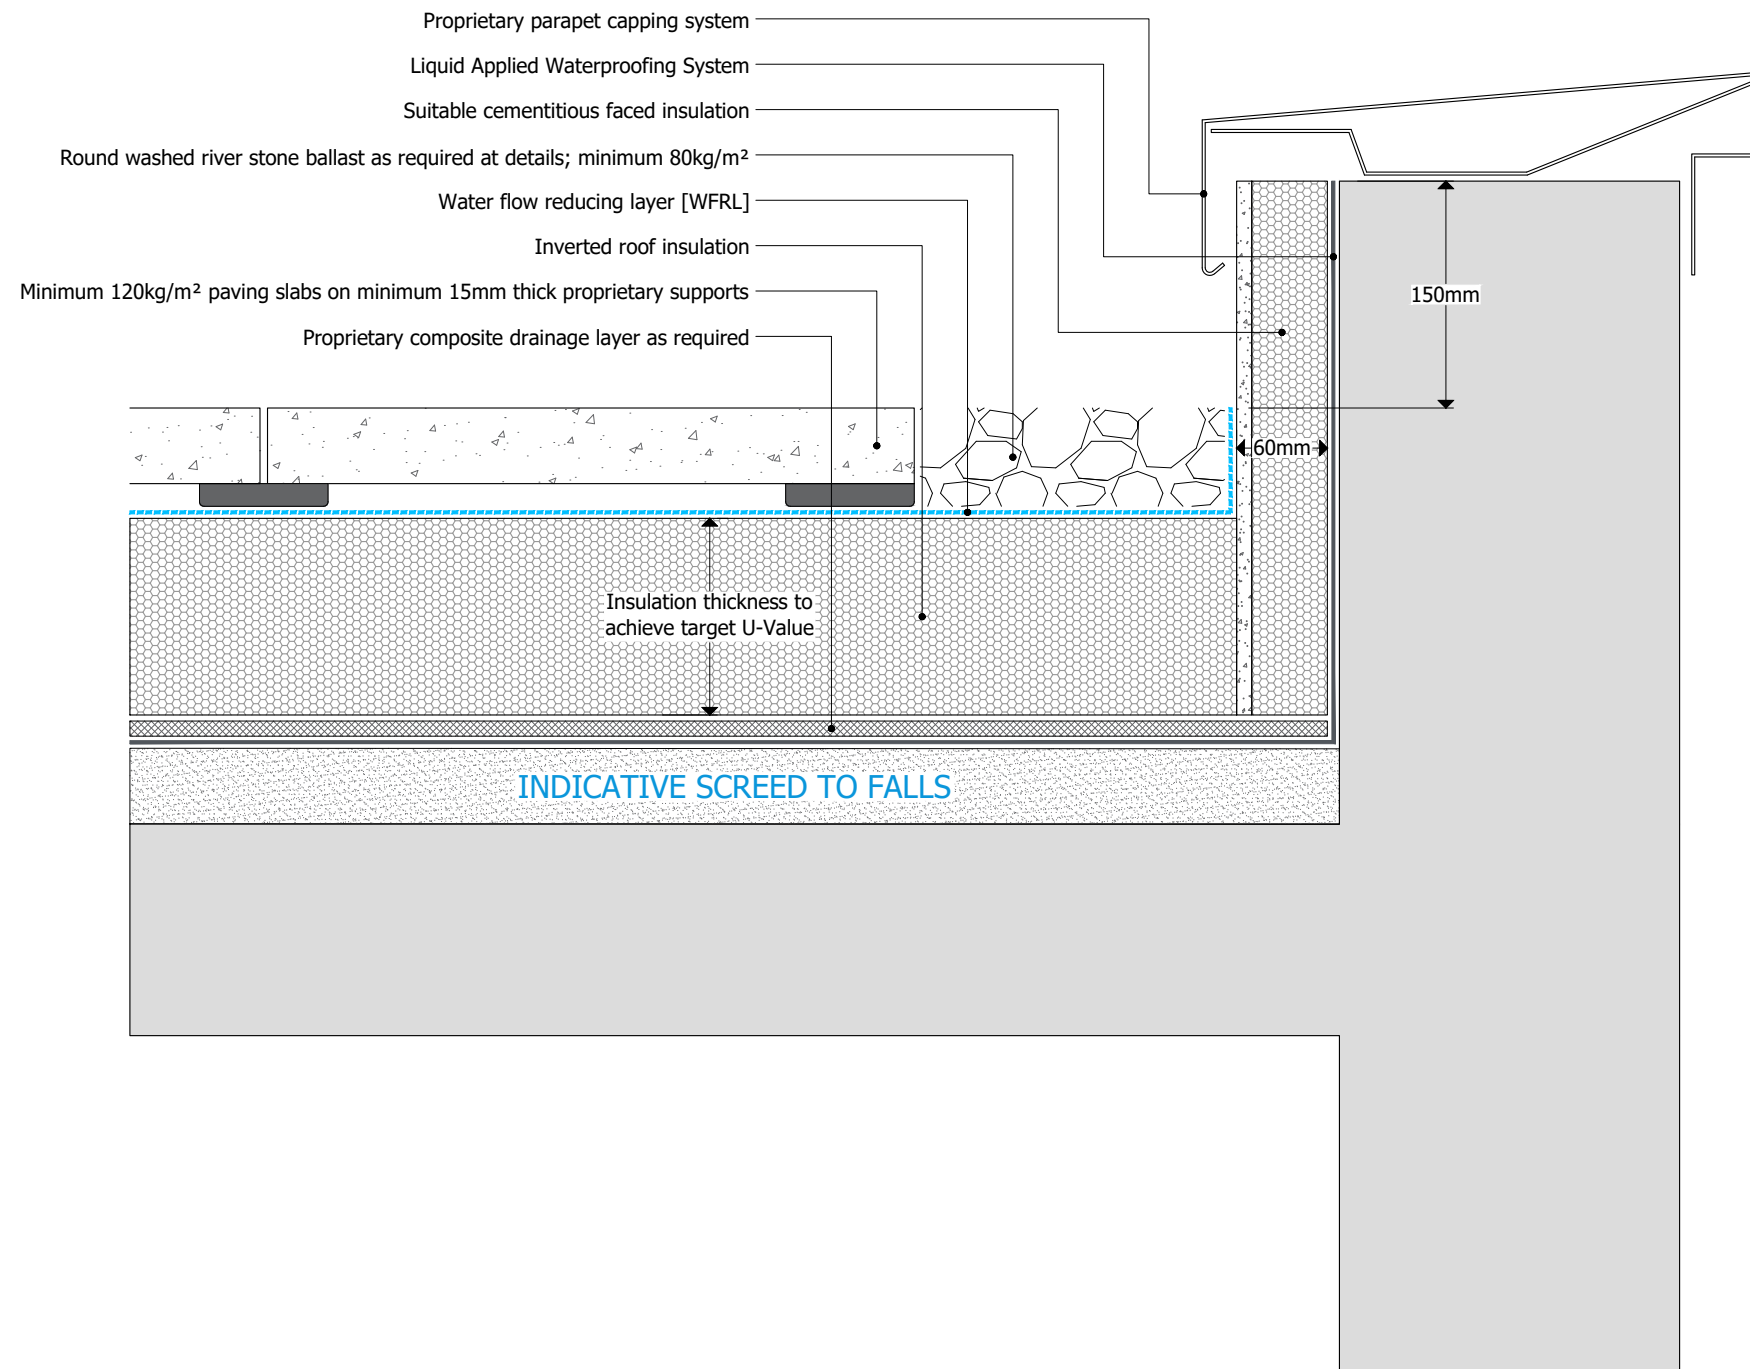 Proprietary parapet capping system
Liquid Applied Waterproofing System
Suitable cementitious faced insulation
Round washed river stone ballast as required at details; minimum 80kg/m²
Water flow reducing layer [WFRL]
Inverted roof insulation
Minimum 120kg/m² paving slabs on minimum 15mm thick proprietary supports
Proprietary composite drainage layer as required
150mm
60mm
Insulation thickness to
achieve target U-Value
INDICATIVE SCREED TO FALLS